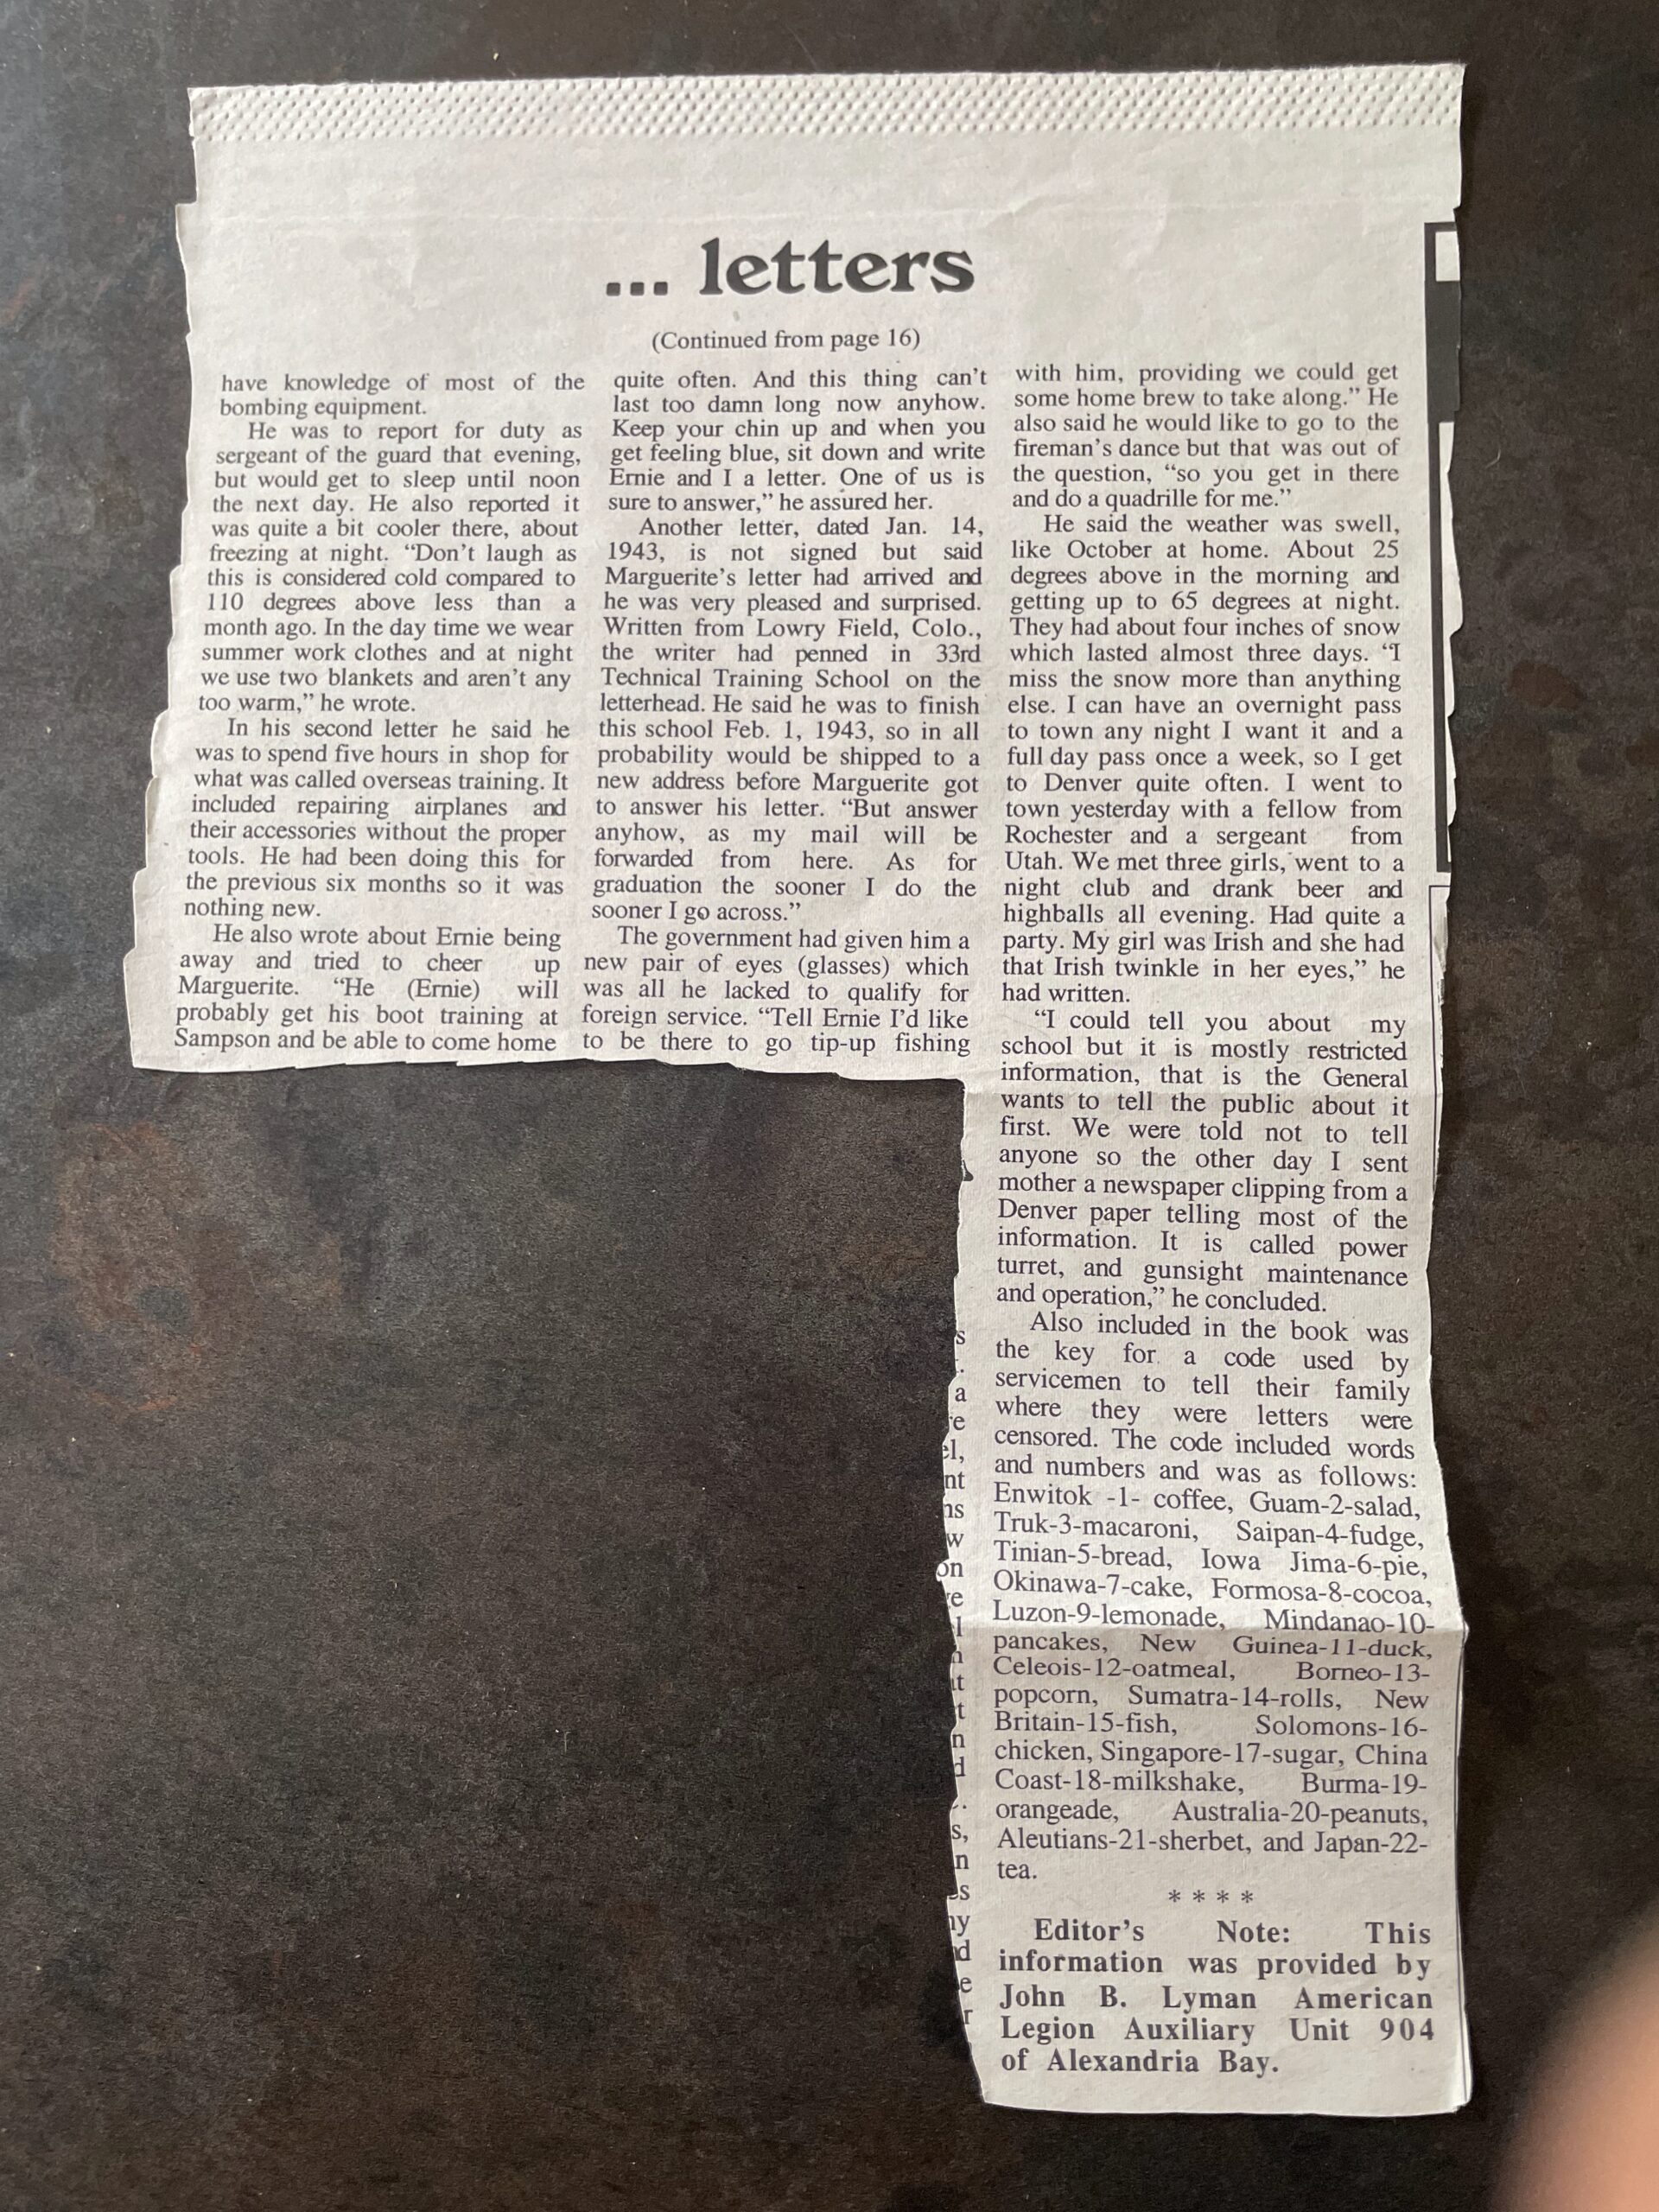 ... letters
(Continued from page 16)
have knowledge of most of the
bombing equipment.
He was to report for duty as
sergeant of the guard that evening,
but would get to sleep until noon
the next day. He also reported it
was quite a bit cooler there, about
freezing at night. “Don’t laugh as
this is considered cold compared to
110 degrees above less than a
month ago. In the day time we wear
summer work clothes and at night
we use two blankets and aren’t any
too warm,” he wrote.
In his second letter he said he
was to spend five hours in shop for
what was called overseas training. It
included repairing airplanes and
their accessories without the proper
tools. He had been doing this for
the previous six months so it was
nothing new.
He also wrote about Ernie being
away and tried to cheer up
Marguerite. “He (Ernie) will
probably get his boot training at
Sampson and be able to come home
quite often. And this thing can’t
last too damn long now anyhow.
Keep your chin up and when you
get feeling blue, sit down and write
Ernie and I a letter. One of us is
sure to answer,” he assured her.
Another letter, dated Jan. 14,
1943, is not signed but said
Marguerite’s letter had arrived and
he was very pleased and surprised.
Written from Lowry Field, Colo.,
the writer had penned in 33rd
Technical Training School on the
letterhead. He said he was to finish
this school Feb. 1, 1943, so in all
probability would be shipped to a
new address before Marguerite got
to answer his letter. “But answer
anyhow, as my mail will be
forwarded from here. As for
graduation the sooner I do the
sooner I go across.”
The government had given him a
new pair of eyes (glasses) which
was all he lacked to qualify for
foreign service. “Tell Ernie I’d like
to be there to go tip-up fishing
with him, providing we could get
some home brew to take along.” He
also said he would like to go to the
fireman’s dance but that was out of
the question, “so you get in there
and do a quadrille for me.”
He said the weather was swell,
like October at home. About 25
degrees above in the morning and
getting up to 65 degrees at night.
They had about four inches of snow
which lasted almost three days. “I
miss the snow more than anything
else. I can have an overnight pass
to town any night I want it and a
full day pass once a week, so I get
to Denver quite often. I went to
town yesterday with a fellow from
Rochester and a sergeant from
Utah. We met three girls, went to a
night club and drank beer and
highballs all evening. Had quite a
party. My girl was Irish and she had
that Irish twinkle in her eyes,” he
had written.
“I could tell you about my
school but it is mostly restricted
information, that is the General
wants to tell the public about it
first. We were told not to tell
anyone so the other day I sent
mother a newspaper clipping from a
Denver paper telling most of the
information. It is called power
turret, and gunsight maintenance
and operation,” he concluded.
Also included in the book was
the key for a code used by
servicemen to tell their family
where they were letters were
censored. The code included words
and numbers and was as follows:
Enwitok -1- coffee, Guam-2-salad,
Truk-3-macaroni, Saipan-4-fudge,
Tinian-5-bread, Iowa Jima-6-pie,
Okinawa-7-cake, Formosa-8-cocoa,
Luzon-9-lemonade, Mindanao-10-
pancakes, New Guinea-11-duck,
Celeois-12-oatmeal, Borneo-13-
popcorn, Sumatra-14-rolls, New
Britain-15-fish, Solomons-16-
chicken, Singapore-17-sugar, China
Coast-18-milkshake, Burma-19-
orangeade, Australia-20-peanuts,
Aleutians-21-sherbet, and Japan-22-
tea.
* * * *
Editor’s Note: This
information was provided by
John B. Lyman American
Legion Auxiliary Unit 904
of Alexandria Bay.